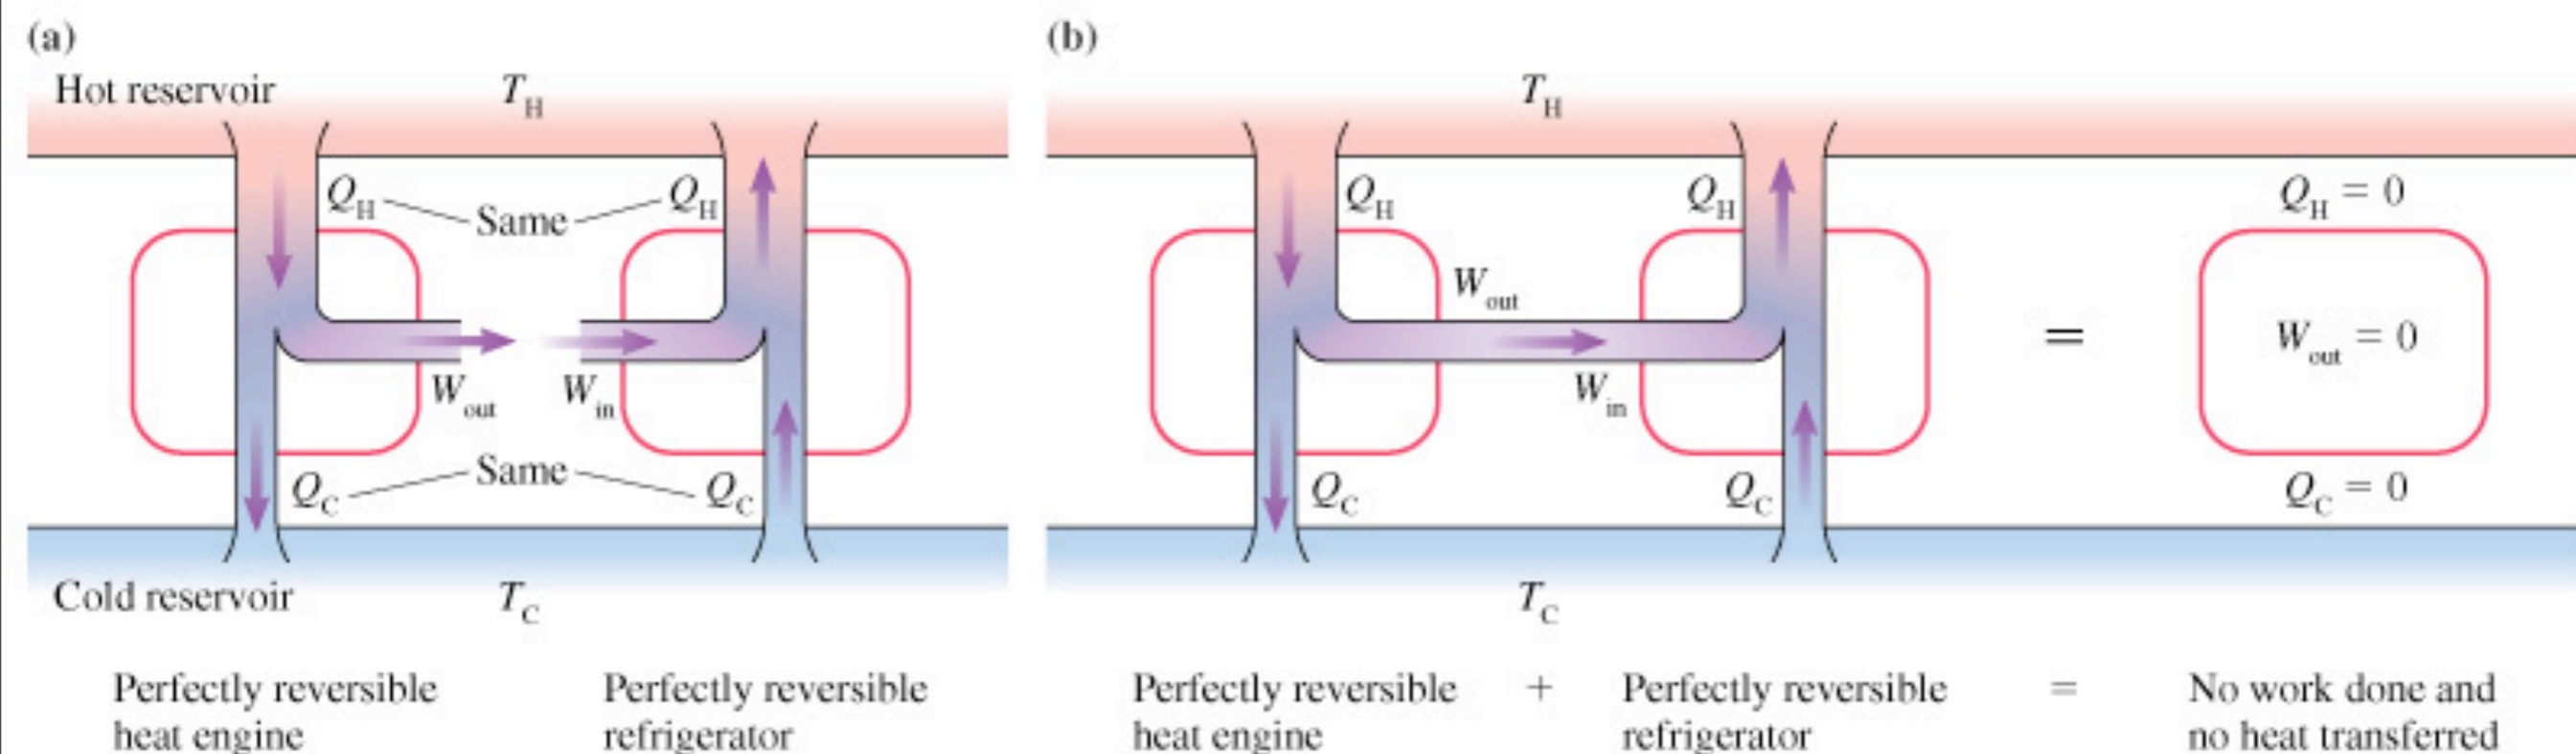 (a)
Hot reservoir T_H
Q_H Same Q_H
W_out W_in
Q_C Same Q_C
Cold reservoir T_C
Perfectly reversible
heat engine
Perfectly reversible
refrigerator
(b)
T_H
Q_H Q_H
W_out
W_in
Q_C Q_C
T_C
=
Q_H = 0
W_out = 0
Q_C = 0
Perfectly reversible
heat engine
+
Perfectly reversible
refrigerator
=
No work done and
no heat transferred